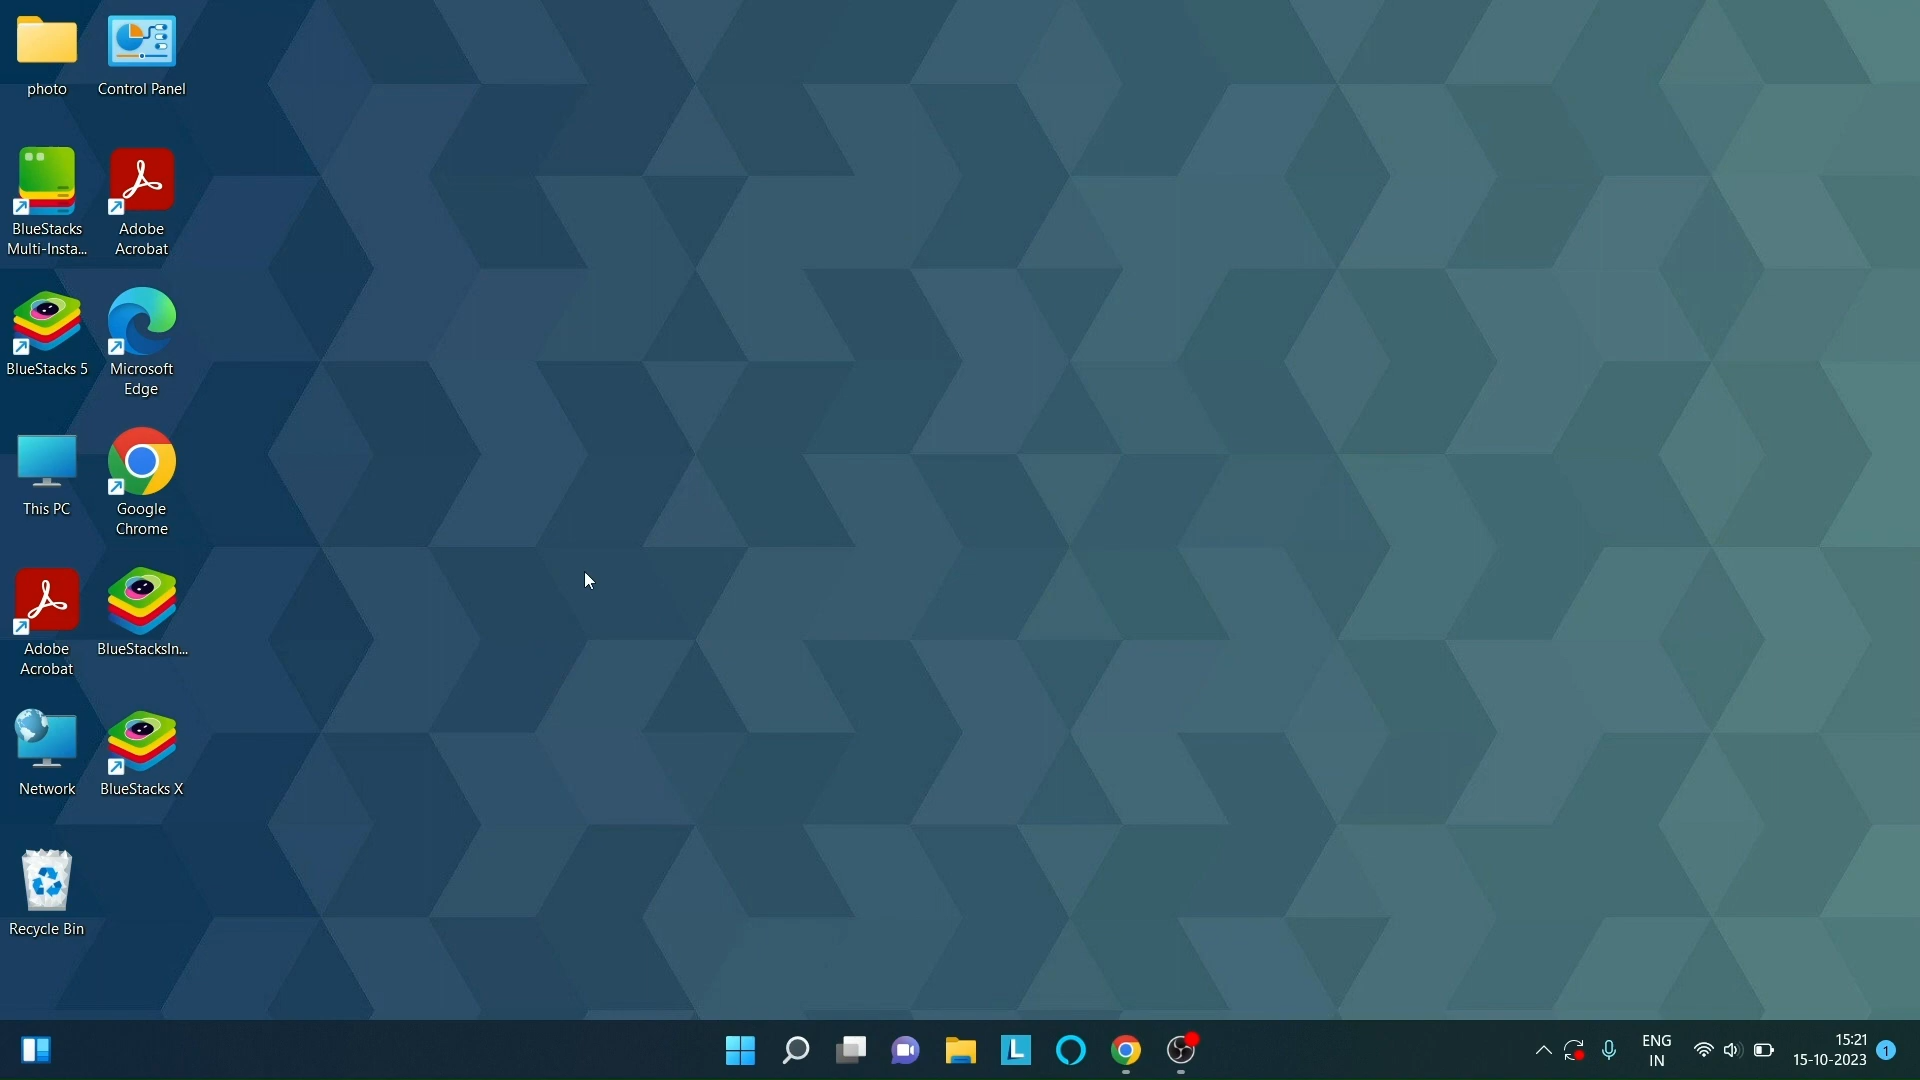 photo
Control Panel
BlueStacks
Multi-Insta...
Adobe
Acrobat
BlueStacks 5
Microsoft
Edge
This PC
Google
Chrome
Adobe
Acrobat
BlueStacksIn...
Network
BlueStacks X
Recycle Bin
L
ENG
IN
15:21
15-10-2023
1